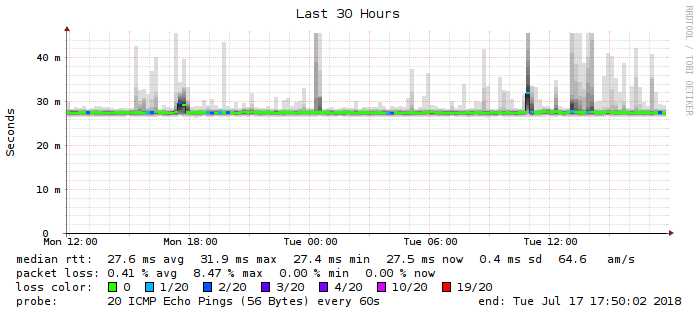 Last 30 Hours
RRDTOOL / TOBI OETIKER
Seconds
40 m
30 m
20 m
10 m
0
Mon 12:00 Mon 18:00 Tue 00:00 Tue 06:00 Tue 12:00
median rtt: 27.6 ms avg 31.9 ms max 27.4 ms min 27.5 ms now 0.4 ms sd 64.6 am/s
packet loss: 0.41 % avg 8.47 % max 0.00 % min 0.00 % now
loss color: 0 1/20 2/20 3/20 4/20 10/20 19/20
probe: 20 ICMP Echo Pings (56 Bytes) every 60s end: Tue Jul 17 17:50:02 2018